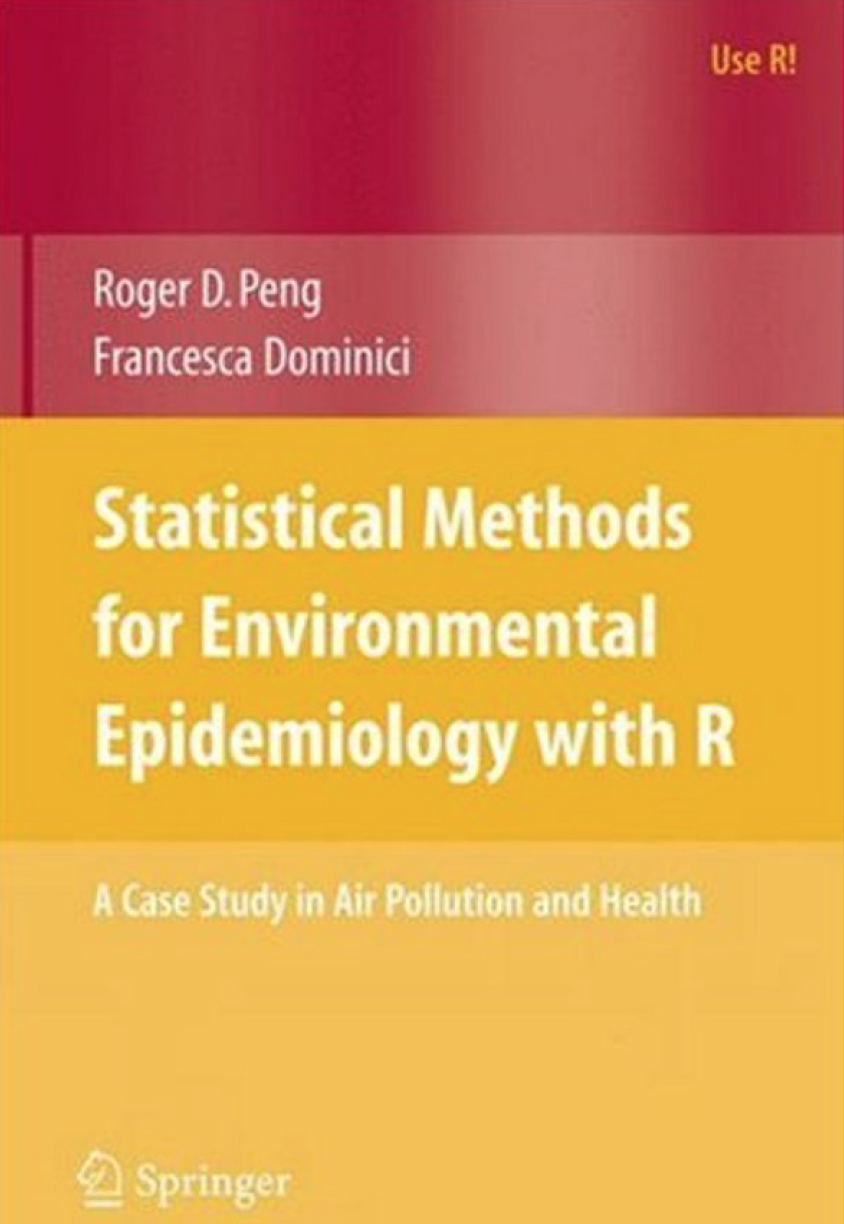 Use R!
Roger D. Peng
Francesca Dominici
Statistical Methods
for Environmental
Epidemiology with R
A Case Study in Air Pollution and Health
Springer